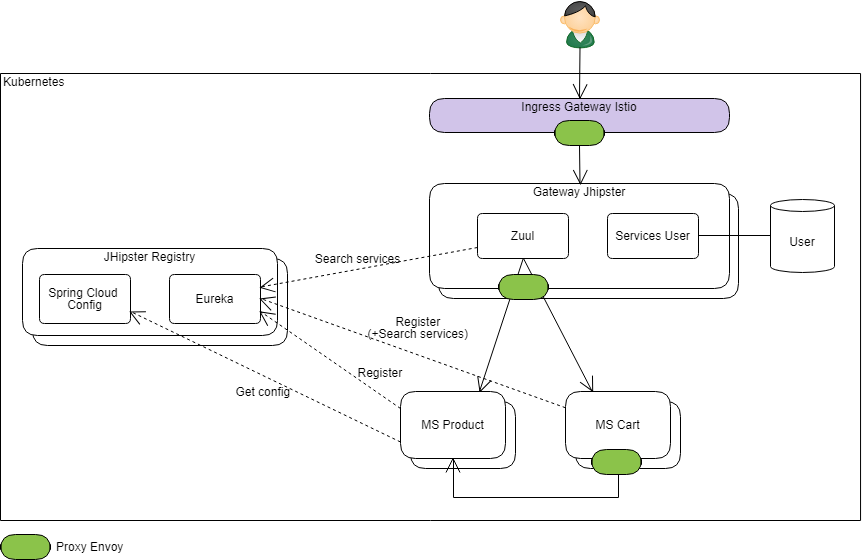 Kubernetes
Ingress Gateway Istio
Gateway Jhipster
Zuul
Services User
User
JHipster Registry
Spring Cloud
Config
Eureka
Search services
Register
(+Search services)
Register
Get config
MS Product
MS Cart
Proxy Envoy